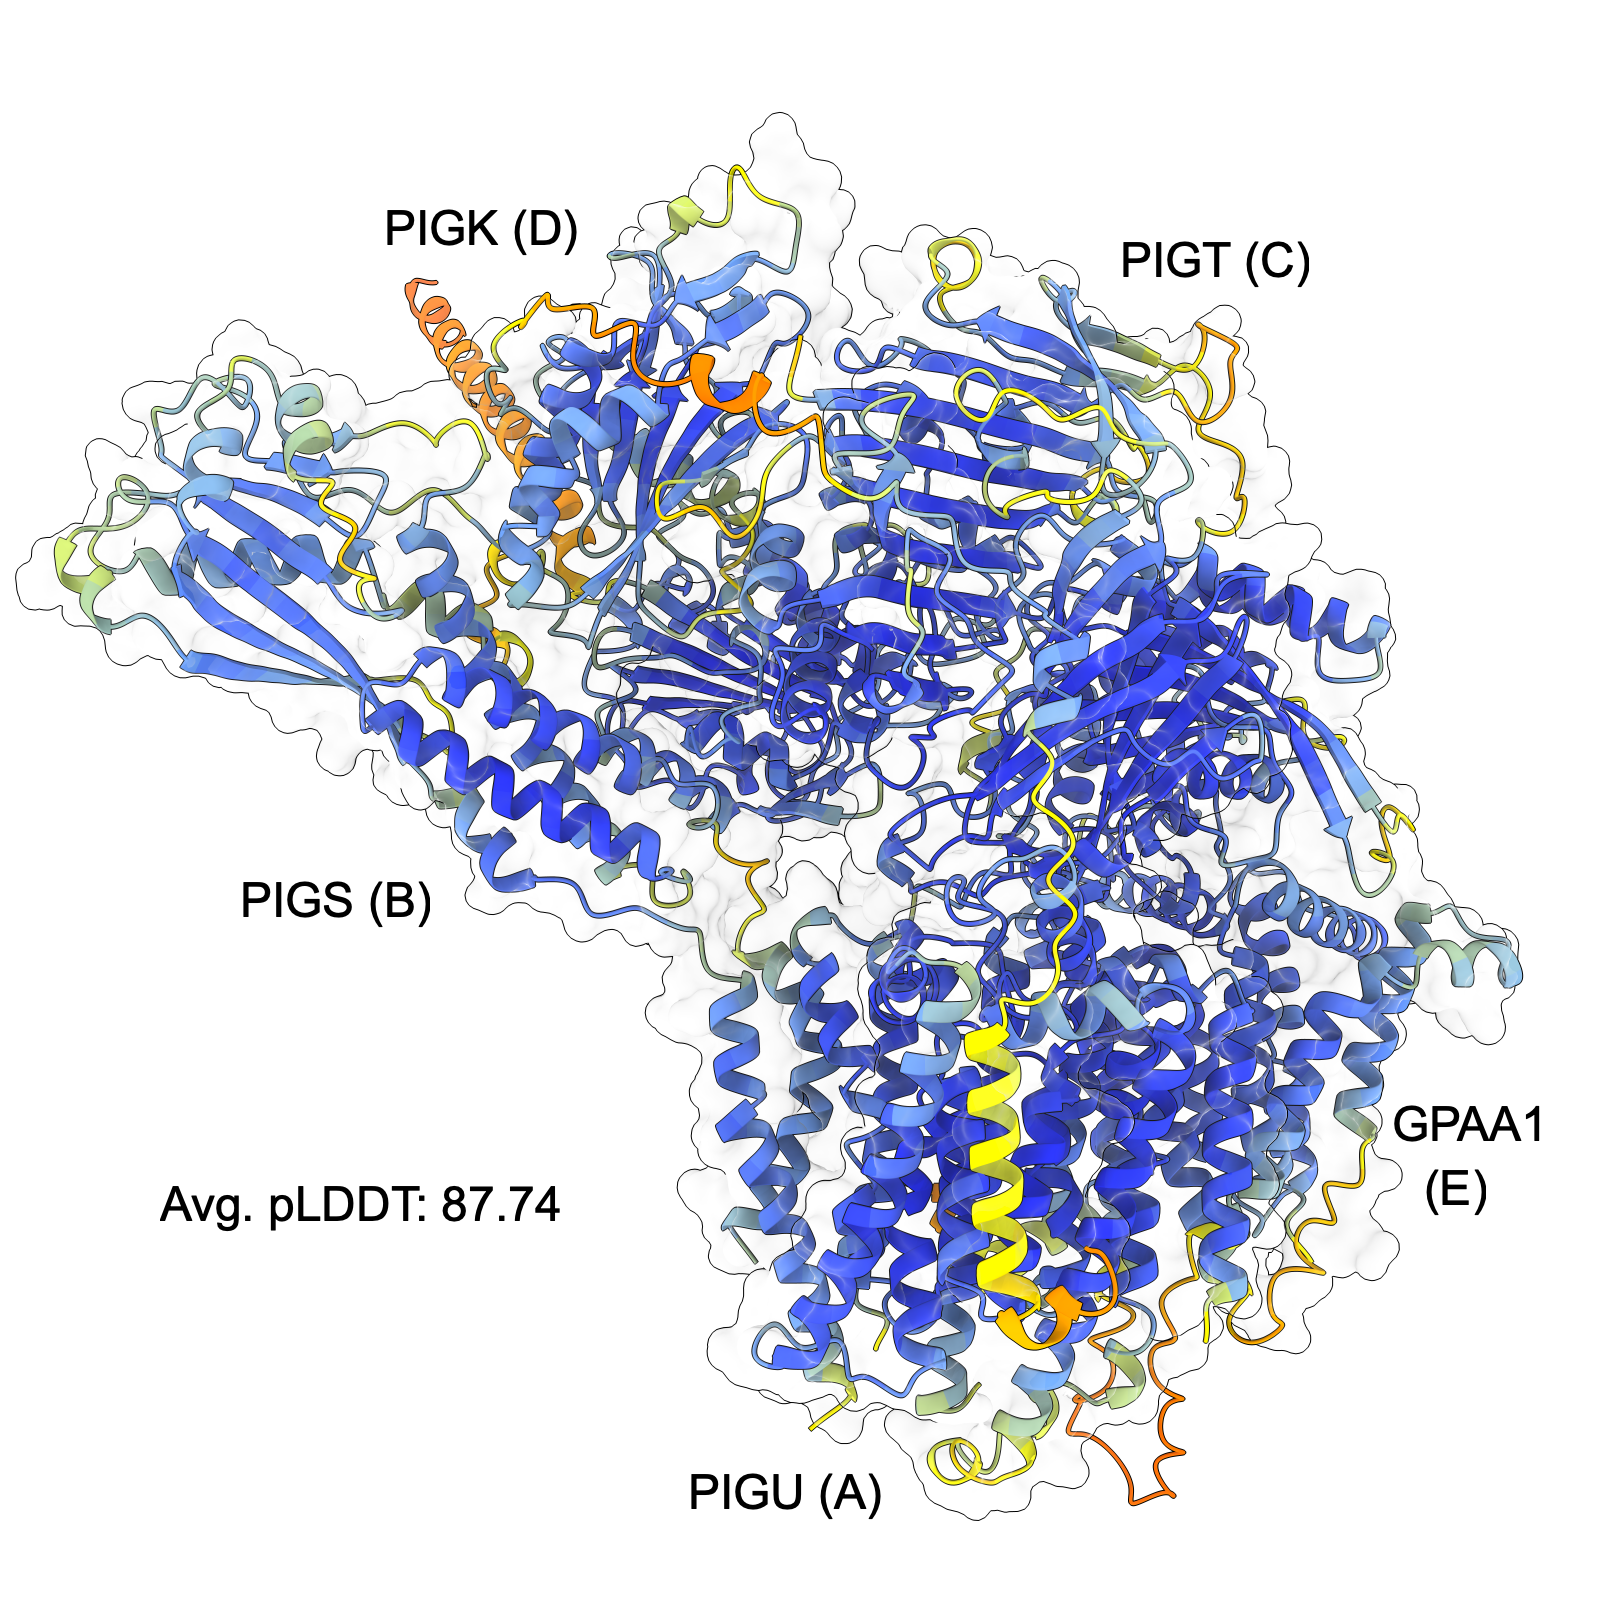 PIGK (D)
PIGT (C)
PIGS (B)
GPAA1
(E)
Avg. pLDDT: 87.74
PIGU (A)